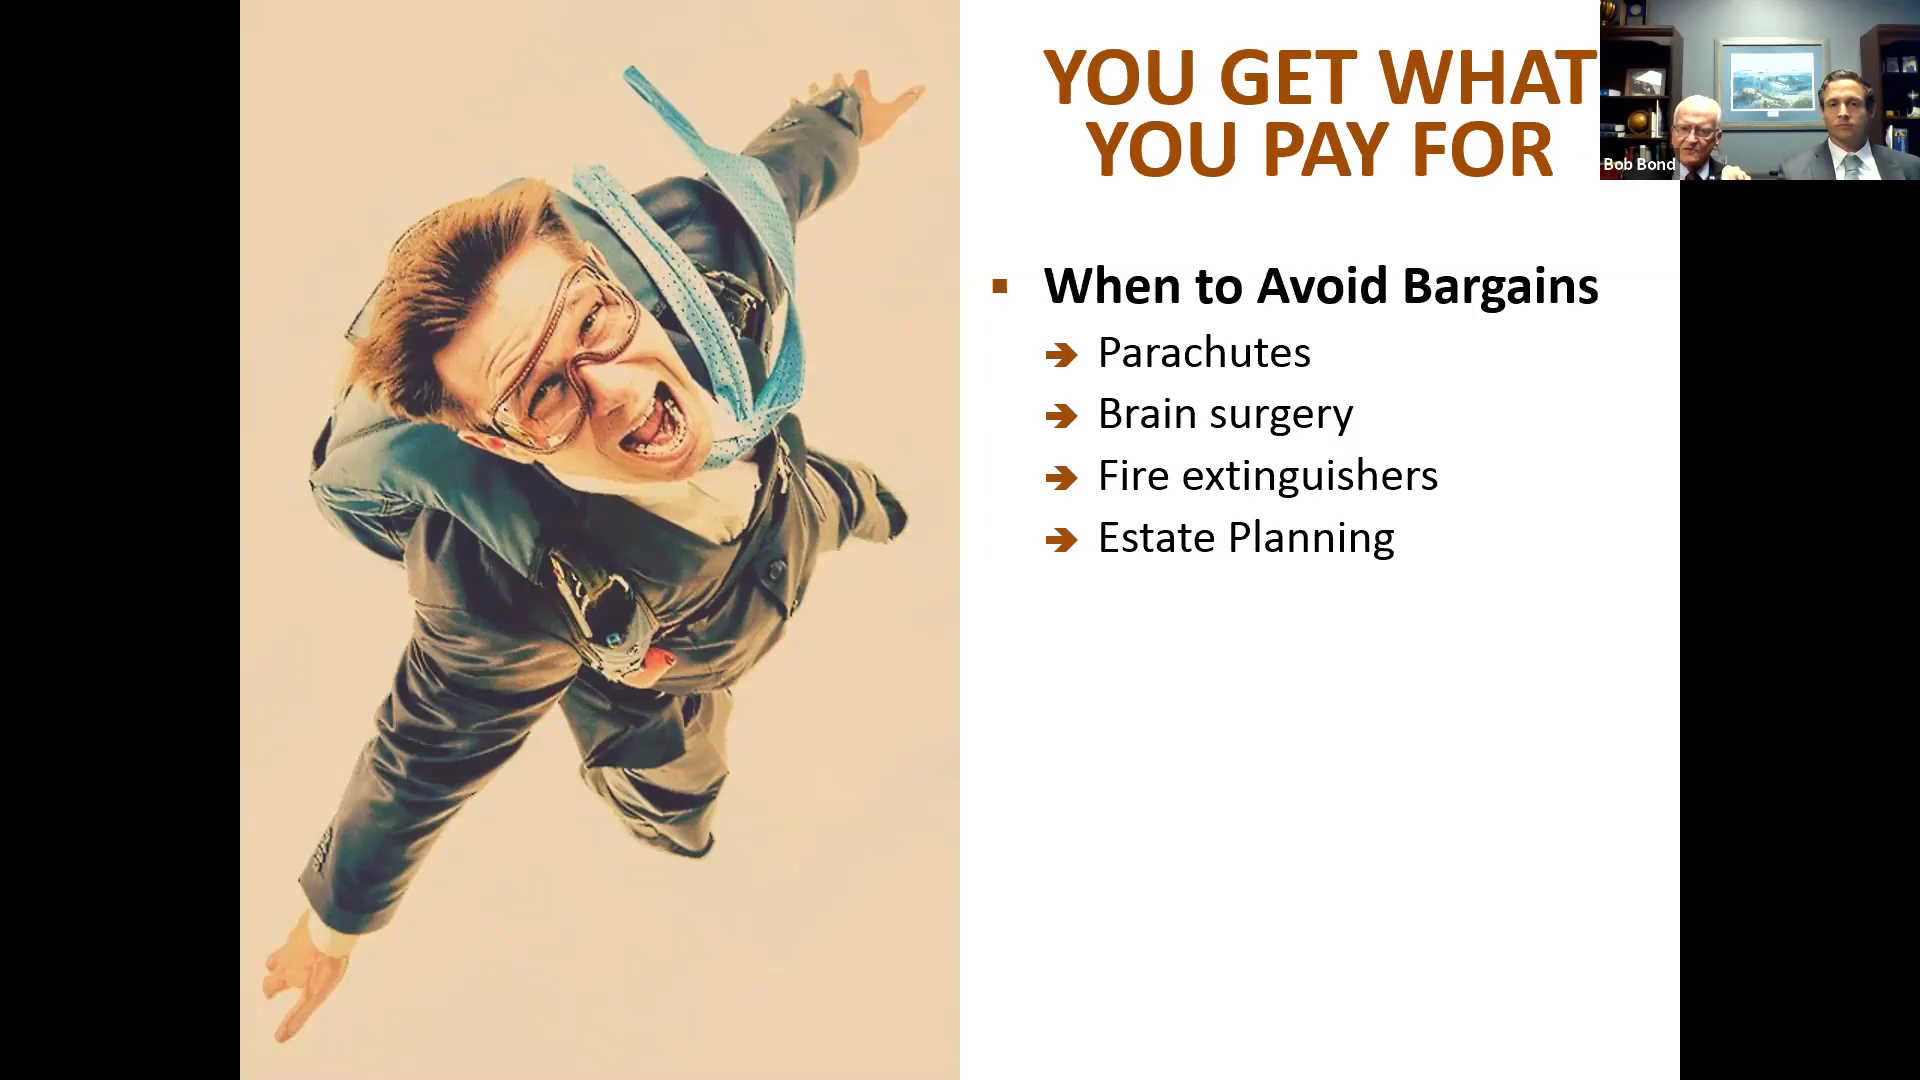 YOU GET WHAT
YOU PAY FOR
Bob Bond
When to Avoid Bargains
Parachutes
Brain surgery
Fire extinguishers
Estate Planning